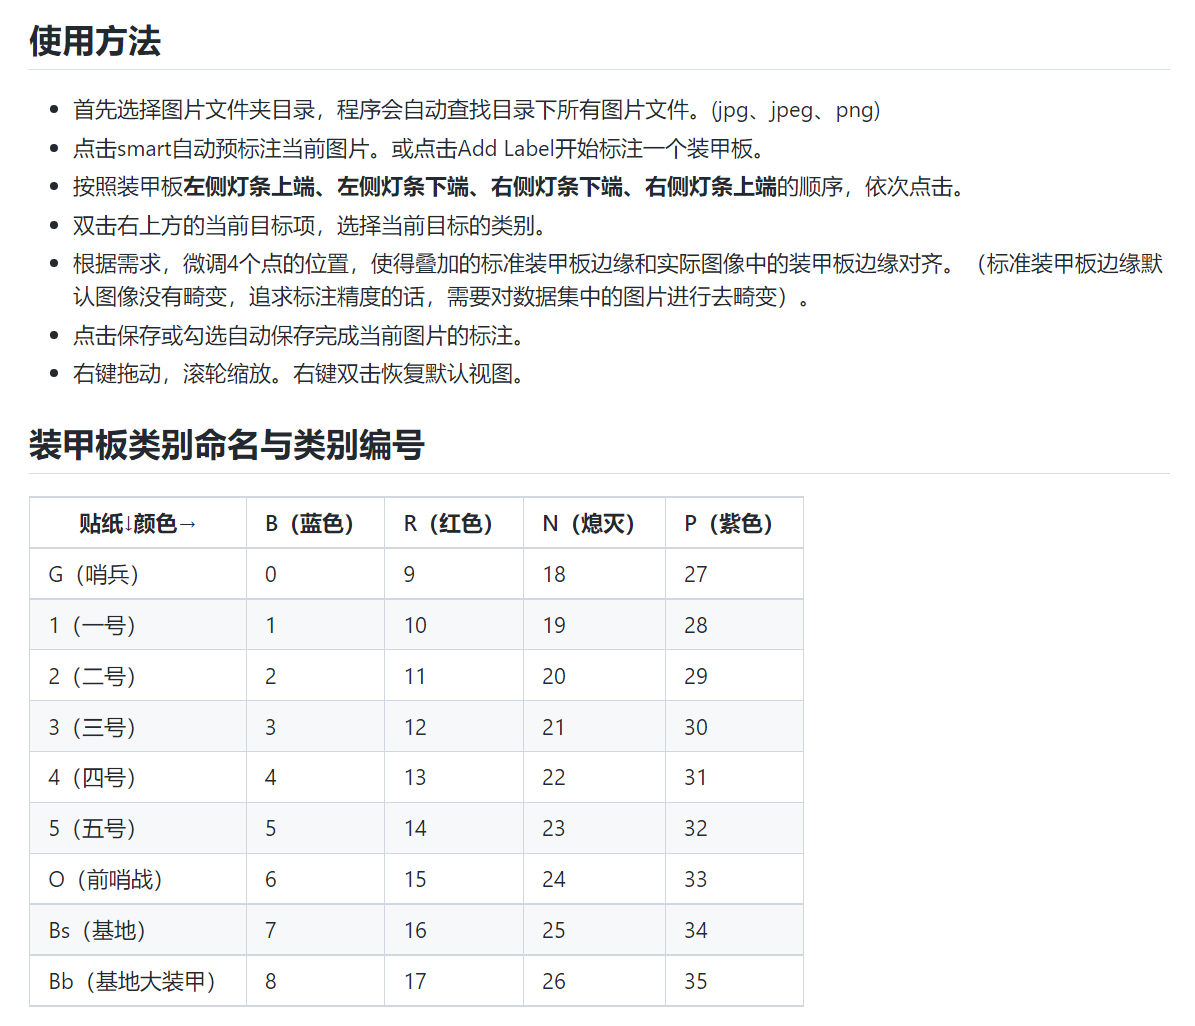 使用方法
首先选择图片文件夹目录，程序会自动查找目录下所有图片文件。(jpg、jpeg、png)
点击smart自动预标注当前图片。或点击Add Label开始标注一个装甲板。
按照装甲板左侧灯条上端、左侧灯条下端、右侧灯条下端、右侧灯条上端的顺序，依次点击。
双击右上方的当前目标项，选择当前目标的类别。
根据需求，微调4个点的位置，使得叠加的标准装甲板边缘和实际图像中的装甲板边缘对齐。（标准装甲板边缘默
认图像没有畸变，追求标注精度的话，需要对数据集中的图片进行去畸变）。
点击保存或勾选自动保存完成当前图片的标注。
右键拖动，滚轮缩放。右键双击恢复默认视图。
装甲板类别命名与类别编号
贴纸↓颜色→ B（蓝色） R（红色） N（熄灭） P（紫色）
G（哨兵） 0 9 18 27
1（一号） 1 10 19 28
2（二号） 2 11 20 29
3（三号） 3 12 21 30
4（四号） 4 13 22 31
5（五号） 5 14 23 32
O（前哨战） 6 15 24 33
Bs（基地） 7 16 25 34
Bb（基地大装甲） 8 17 26 35